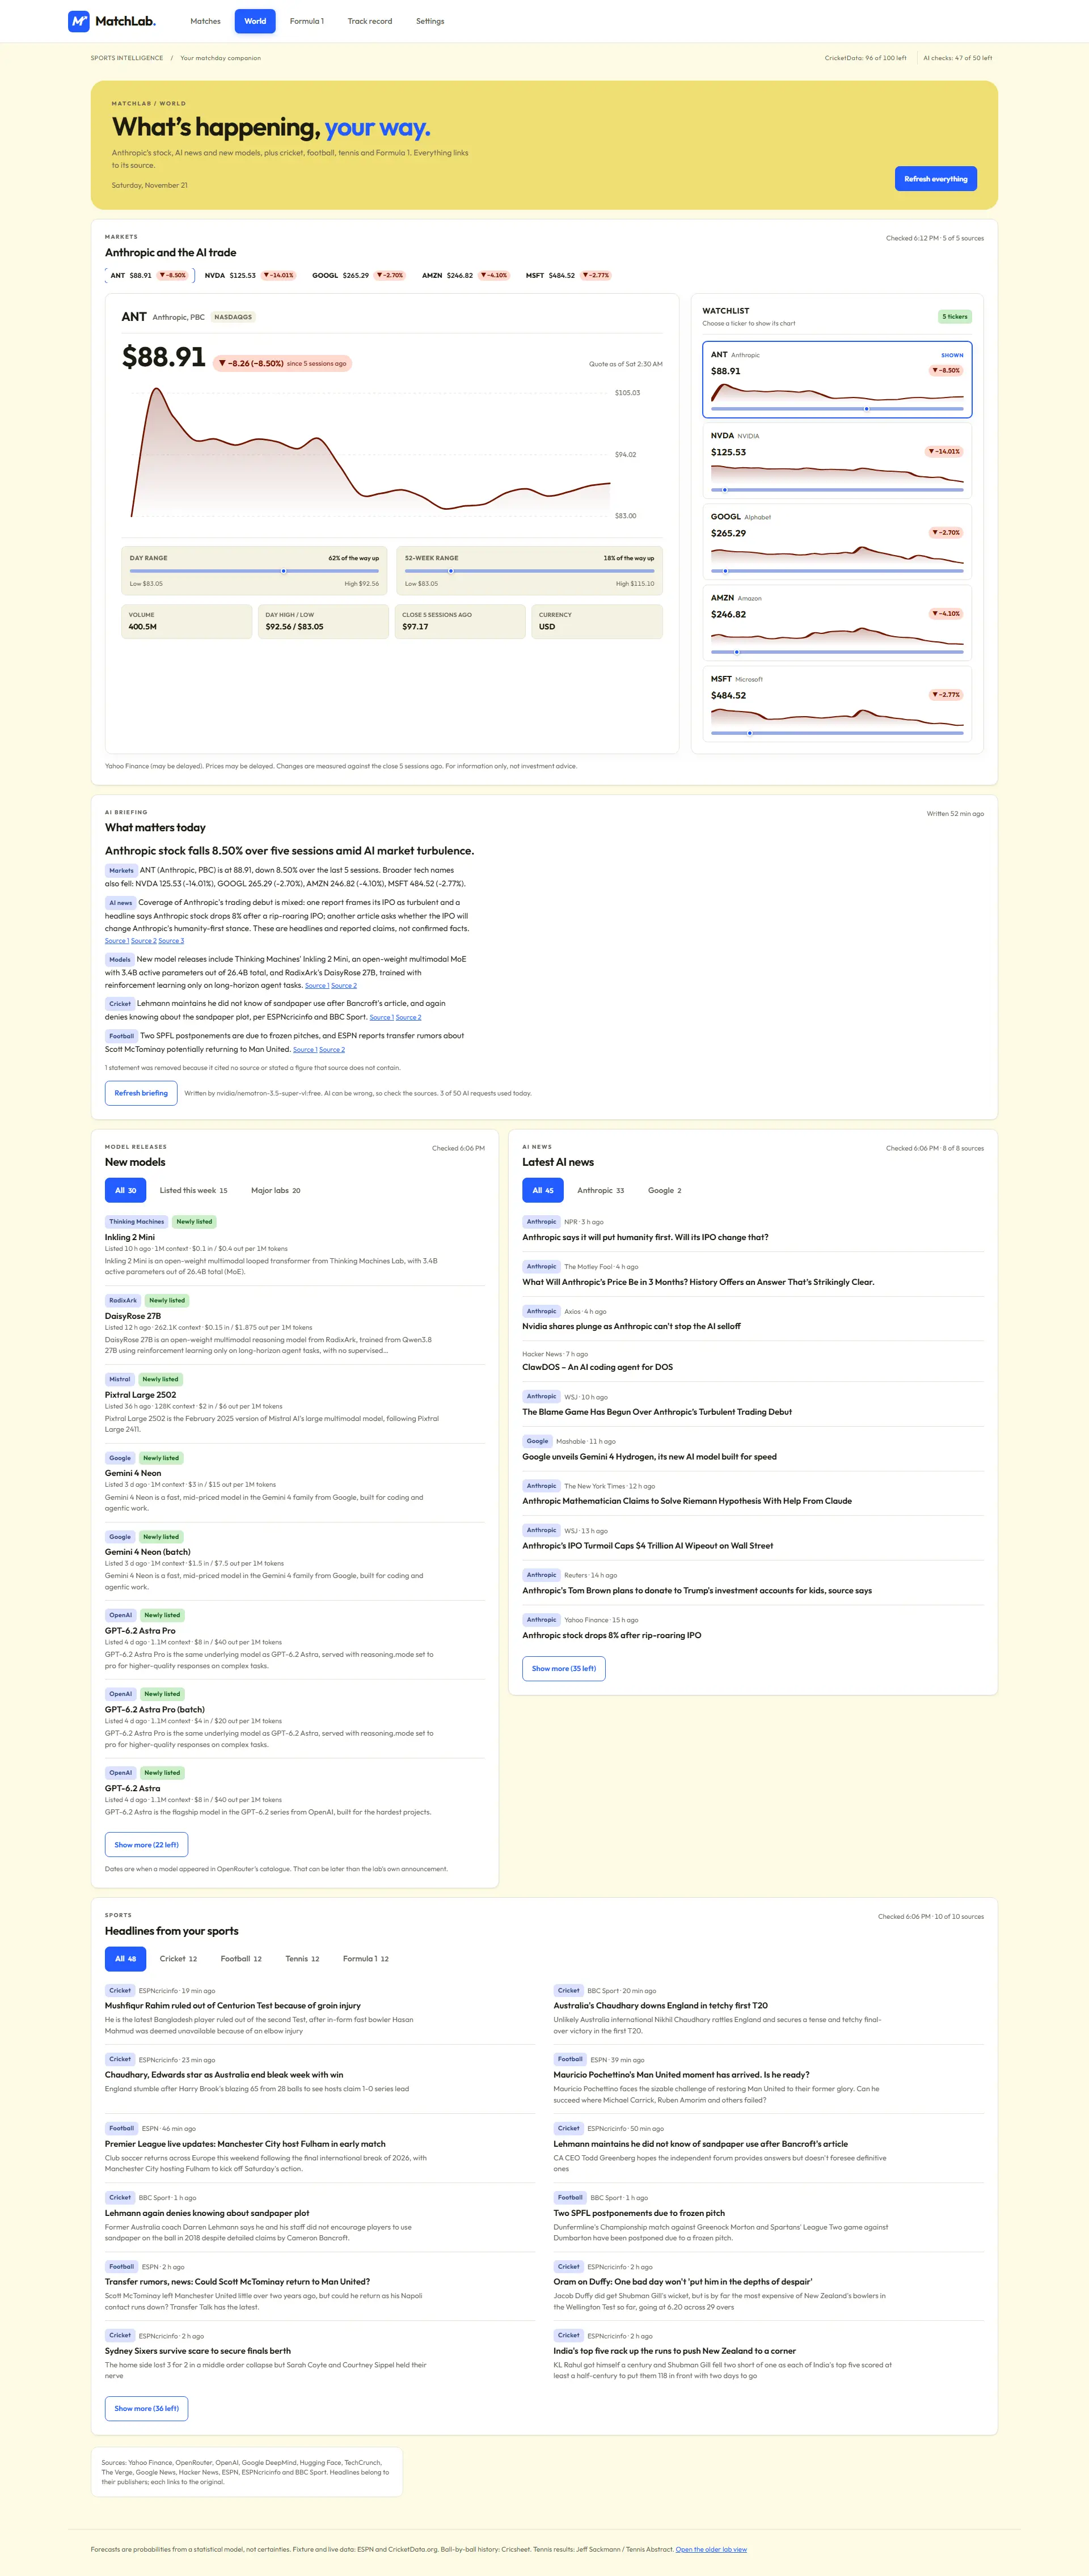 MatchLab.
Matches World Formula 1 Track record Settings
SPORTS INTELLIGENCE / Your matchday companion
CricketData: 96 of 100 left AI checks: 47 of 50 left
MATCHLAB / WORLD
What's happening, your way.
Anthropic's stock, AI news and new models, plus cricket, football, tennis and Formula 1. Everything links
to its source.
Saturday, November 21
Refresh everything
MARKETS
Anthropic and the AI trade
Checked 6:12 PM · 5 of 5 sources
ANT $88.91 ▼ −8.50% NVDA $125.53 ▼ −14.01% GOOGL $265.29 ▼ −2.70% AMZN $246.82 ▼ −4.10% MSFT $484.52 ▼ −2.77%
ANT Anthropic, PBC NASDAQGS
$88.91 ▼ −8.26 (−8.50%) since 5 sessions ago
Quote as of Sat 2:30 AM
$105.03
$94.02
$83.00
DAY RANGE 62% of the way up
Low $83.05 High $92.56
52-WEEK RANGE 18% of the way up
Low $83.05 High $115.10
VOLUME
400.5M
DAY HIGH / LOW
$92.56 / $83.05
CLOSE 5 SESSIONS AGO
$97.17
CURRENCY
USD
WATCHLIST
Choose a ticker to show its chart
5 tickers
ANT Anthropic SHOWN
$88.91 ▼ −8.50%
NVDA NVIDIA
$125.53 ▼ −14.01%
GOOGL Alphabet
$265.29 ▼ −2.70%
AMZN Amazon
$246.82 ▼ −4.10%
MSFT Microsoft
$484.52 ▼ −2.77%
Yahoo Finance (may be delayed). Prices may be delayed. Changes are measured against the close 5 sessions ago. For information only, not investment advice.
AI BRIEFING
What matters today
Written 52 min ago
Anthropic stock falls 8.50% over five sessions amid AI market turbulence.
Markets ANT (Anthropic, PBC) is at 88.91, down 8.50% over the last 5 sessions. Broader tech names
also fell: NVDA 125.53 (-14.01%), GOOGL 265.29 (-2.70%), AMZN 246.82 (-4.10%), MSFT 484.52 (-2.77%).
AI news Coverage of Anthropic's trading debut is mixed: one report frames its IPO as turbulent and a
headline says Anthropic stock drops 8% after a rip-roaring IPO; another article asks whether the IPO will
change Anthropic's humanity-first stance. These are headlines and reported claims, not confirmed facts.
Source 1 Source 2 Source 3
Models New model releases include Thinking Machines' Inkling 2 Mini, an open-weight multimodal MoE
with 3.4B active parameters out of 26.4B total, and RadixArk's DaisyRose 27B, trained with
reinforcement learning only on long-horizon agent tasks. Source 1 Source 2
Cricket Lehmann maintains he did not know of sandpaper use after Bancroft's article, and again
denies knowing about the sandpaper plot, per ESPNcricinfo and BBC Sport. Source 1 Source 2
Football Two SPFL postponements are due to frozen pitches, and ESPN reports transfer rumors about
Scott McTominay potentially returning to Man United. Source 1 Source 2
1 statement was removed because it cited no source or stated a figure that source does not contain.
Refresh briefing Written by nvidia/nemotron-3.5-super-vl:free. AI can be wrong, so check the sources. 3 of 50 AI requests used today.
MODEL RELEASES
New models
Checked 6:06 PM
All 30 Listed this week 15 Major labs 20
Thinking Machines Newly listed
Inkling 2 Mini
Listed 10 h ago · 1M context · $0.1 in / $0.4 out per 1M tokens
Inkling 2 Mini is an open-weight multimodal looped transformer from Thinking Machines Lab, with 3.4B
active parameters out of 26.4B total (MoE).
RadixArk Newly listed
DaisyRose 27B
Listed 12 h ago · 262.1K context · $0.15 in / $1.875 out per 1M tokens
DaisyRose 27B is an open-weight multimodal reasoning model from RadixArk, trained from Qwen3.8
27B using reinforcement learning only on long-horizon agent tasks, with no supervised...
Mistral Newly listed
Pixtral Large 2502
Listed 36 h ago · 128K context · $2 in / $6 out per 1M tokens
Pixtral Large 2502 is the February 2025 version of Mistral AI's large multimodal model, following Pixtral
Large 2411.
Google Newly listed
Gemini 4 Neon
Listed 3 d ago · 1M context · $3 in / $15 out per 1M tokens
Gemini 4 Neon is a fast, mid-priced model in the Gemini 4 family from Google, built for coding and
agentic work.
Google Newly listed
Gemini 4 Neon (batch)
Listed 3 d ago · 1M context · $1.5 in / $7.5 out per 1M tokens
Gemini 4 Neon is a fast, mid-priced model in the Gemini 4 family from Google, built for coding and
agentic work.
OpenAI Newly listed
GPT-6.2 Astra Pro
Listed 4 d ago · 1.1M context · $8 in / $40 out per 1M tokens
GPT-6.2 Astra Pro is the same underlying model as GPT-6.2 Astra, served with reasoning.mode set to
pro for higher-quality responses on complex tasks.
OpenAI Newly listed
GPT-6.2 Astra Pro (batch)
Listed 4 d ago · 1.1M context · $4 in / $20 out per 1M tokens
GPT-6.2 Astra Pro is the same underlying model as GPT-6.2 Astra, served with reasoning.mode set to
pro for higher-quality responses on complex tasks.
OpenAI Newly listed
GPT-6.2 Astra
Listed 4 d ago · 1.1M context · $8 in / $40 out per 1M tokens
GPT-6.2 Astra is the flagship model in the GPT-6.2 series from OpenAI, built for the hardest projects.
Show more (22 left)
Dates are when a model appeared in OpenRouter's catalogue. That can be later than the lab's own announcement.
AI NEWS
Latest AI news
Checked 6:06 PM · 8 of 8 sources
All 45 Anthropic 33 Google 2
Anthropic NPR · 3 h ago
Anthropic says it will put humanity first. Will its IPO change that?
Anthropic The Motley Fool · 4 h ago
What Will Anthropic's Price Be in 3 Months? History Offers an Answer That's Strikingly Clear.
Anthropic Axios · 4 h ago
Nvidia shares plunge as Anthropic can't stop the AI selloff
Hacker News · 7 h ago
ClawDOS – An AI coding agent for DOS
Anthropic WSJ · 10 h ago
The Blame Game Has Begun Over Anthropic's Turbulent Trading Debut
Google Mashable · 11 h ago
Google unveils Gemini 4 Hydrogen, its new AI model built for speed
Anthropic The New York Times · 12 h ago
Anthropic Mathematician Claims to Solve Riemann Hypothesis With Help From Claude
Anthropic WSJ · 13 h ago
Anthropic's IPO Turmoil Caps $4 Trillion AI Wipeout on Wall Street
Anthropic Reuters · 14 h ago
Anthropic's Tom Brown plans to donate to Trump's investment accounts for kids, source says
Anthropic Yahoo Finance · 15 h ago
Anthropic stock drops 8% after rip-roaring IPO
Show more (35 left)
SPORTS
Headlines from your sports
Checked 6:06 PM · 10 of 10 sources
All 48 Cricket 12 Football 12 Tennis 12 Formula 1 12
Cricket ESPNcricinfo · 19 min ago
Mushfiqur Rahim ruled out of Centurion Test because of groin injury
He is the latest Bangladesh player ruled out of the second Test, after in-form fast bowler Hasan
Mahmud was deemed unavailable because of an elbow injury
Cricket BBC Sport · 20 min ago
Australia's Chaudhary downs England in tetchy first T20
Unlikely Australia international Nikhil Chaudhary rattles England and secures a tense and tetchy final-
over victory in the first T20.
Cricket ESPNcricinfo · 23 min ago
Chaudhary, Edwards star as Australia end bleak week with win
England stumble after Harry Brook's blazing 65 from 28 balls to see hosts claim 1-0 series lead
Football ESPN · 39 min ago
Mauricio Pochettino's Man United moment has arrived. Is he ready?
Mauricio Pochettino faces the sizable challenge of restoring Man United to their former glory. Can he
succeed where Michael Carrick, Ruben Amorim and others failed?
Football ESPN · 46 min ago
Premier League live updates: Manchester City host Fulham in early match
Club soccer returns across Europe this weekend following the final international break of 2026, with
Manchester City hosting Fulham to kick off Saturday's action.
Cricket ESPNcricinfo · 50 min ago
Lehmann maintains he did not know of sandpaper use after Bancroft's article
CA CEO Todd Greenberg hopes the independent forum provides answers but doesn't foresee definitive
ones
Cricket BBC Sport · 1 h ago
Lehmann again denies knowing about sandpaper plot
Former Australia coach Darren Lehmann says he and his staff did not encourage players to use
sandpaper on the ball in 2018 despite detailed claims by Cameron Bancroft.
Football BBC Sport · 1 h ago
Two SPFL postponements due to frozen pitch
Dunfermline's Championship match against Greenock Morton and Spartans' League Two game against
Dumbarton have been postponed due to a frozen pitch.
Football ESPN · 2 h ago
Transfer rumors, news: Could Scott McTominay return to Man United?
Scott McTominay left Manchester United little over two years ago, but could he return as his Napoli
contact runs down? Transfer Talk has the latest.
Cricket ESPNcricinfo · 2 h ago
Oram on Duffy: One bad day won't 'put him in the depths of despair'
Jacob Duffy did get Shubman Gill's wicket, but is by far the most expensive of New Zealand's bowlers in
the Wellington Test so far, going at 6.20 across 29 overs
Cricket ESPNcricinfo · 2 h ago
Sydney Sixers survive scare to secure finals berth
The home side lost 3 for 2 in a middle order collapse but Sarah Coyte and Courtney Sippel held their
nerve
Cricket ESPNcricinfo · 2 h ago
India's top five rack up the runs to push New Zealand to a corner
KL Rahul got himself a century and Shubman Gill fell two short of one as each of India's top five scored at
least a half-century to put them 118 in front with two days to go
Show more (36 left)
Sources: Yahoo Finance, OpenRouter, OpenAI, Google DeepMind, Hugging Face, TechCrunch,
The Verge, Google News, Hacker News, ESPN, ESPNcricinfo and BBC Sport. Headlines belong to
their publishers; each links to the original.
Forecasts are probabilities from a statistical model, not certainties. Fixture and live data: ESPN and CricketData.org. Ball-by-ball history: Cricsheet. Tennis results: Jeff Sackmann / Tennis Abstract. Open the older lab view